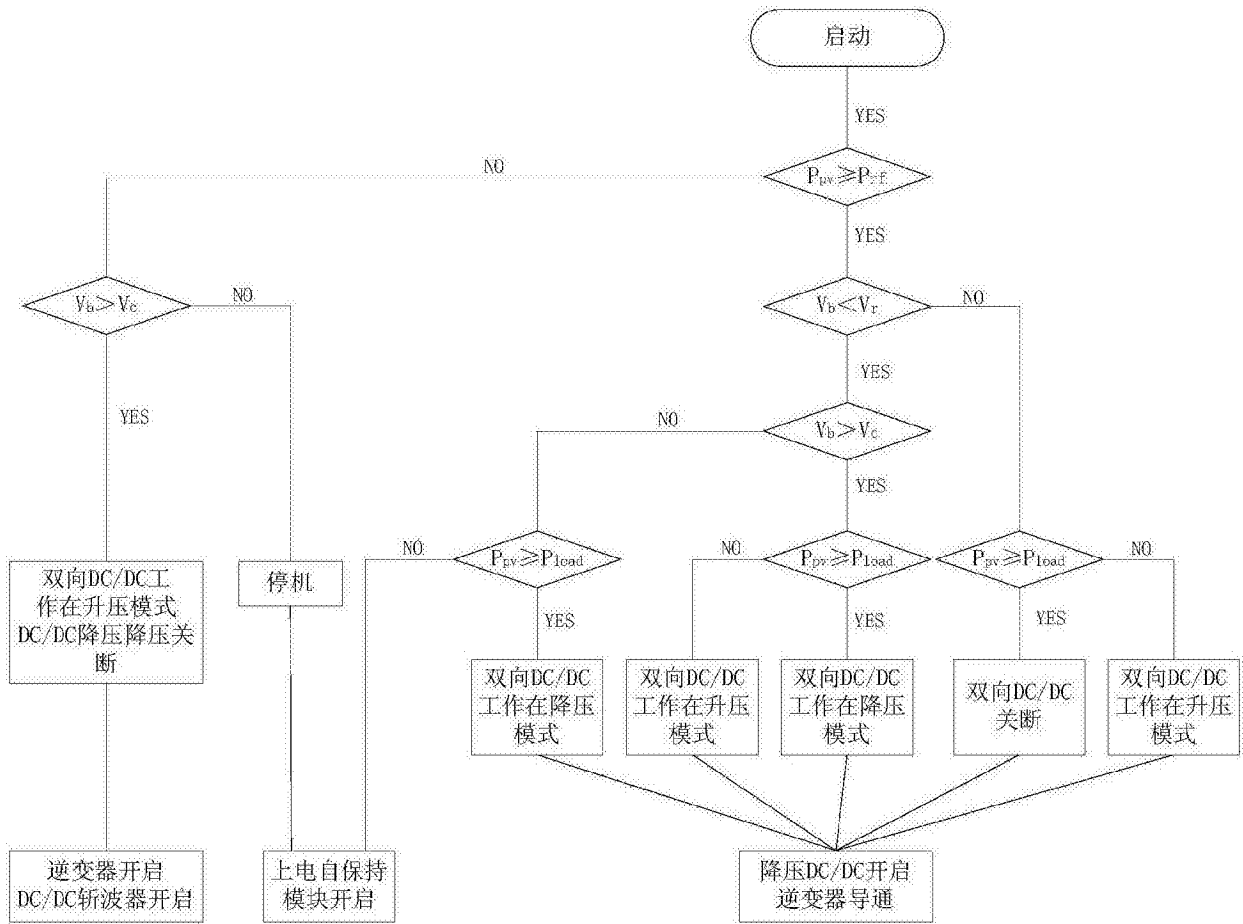 启动
YES
NO
Ppv≥Prf
YES
Vb>Vc
NO
Vb<Vr
NO
YES
YES
NO
Vb>Vc
YES
NO
Ppv≥Pload
NO
Ppv≥Pload
Ppv≥Pload
NO
双向DC/DC工
作在升压模式
DC/DC降压降压关
断
停机
YES
YES
YES
双向DC/DC
工作在降压
模式
双向DC/DC
工作在升压
模式
双向DC/DC
工作在降压
模式
双向DC/DC
关断
双向DC/DC
工作在升压
模式
逆变器开启
DC/DC斩波器开启
上电自保持
模块开启
降压DC/DC开启
逆变器导通